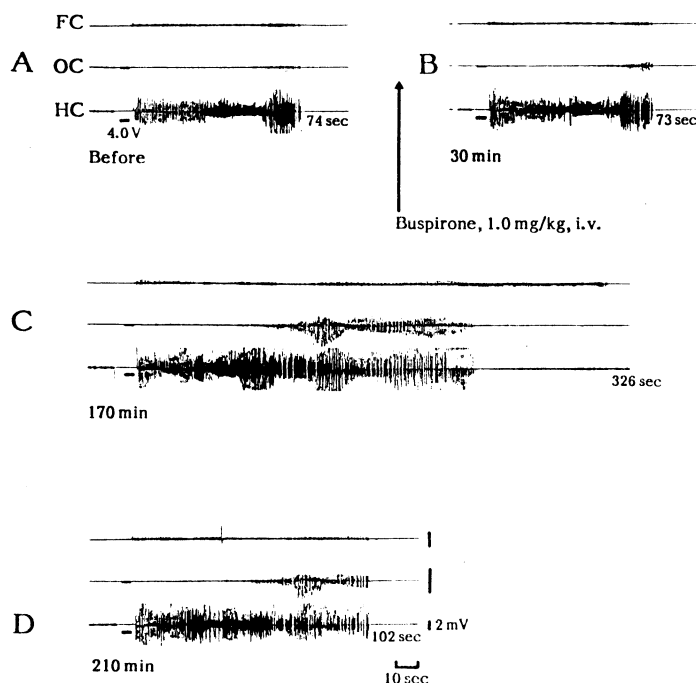 FC
A OC
HC
4.0 V
74 sec
Before
B
73 sec
30 min
Buspirone, 1.0 mg/kg, i.v.
C
326 sec
170 min
D
102 sec
2 mV
210 min
10 sec